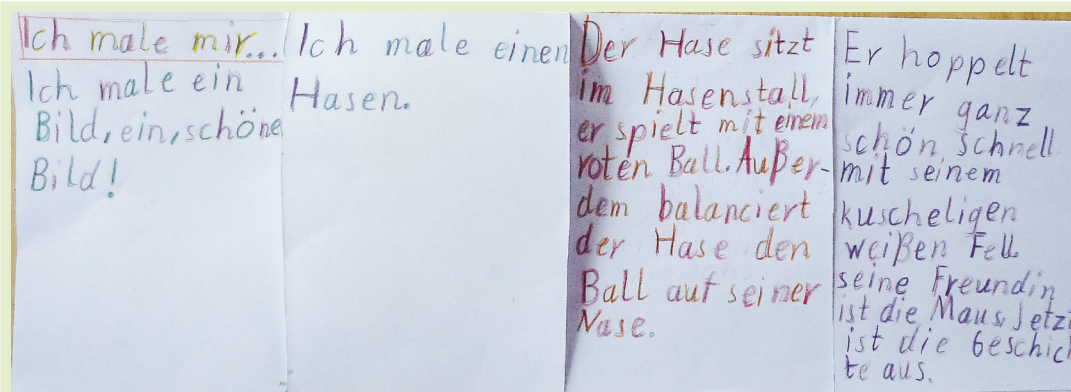 Ich male mir...
Ich male ein
Bild, ein, schöne
Bild!
Ich male einen
Hasen.
Der Hase sitzt
im Hasenstall,
er spielt mit einem
roten Ball. Außer-
dem balanciert
der Hase den
Ball auf seiner
Nase.
Er hoppelt
immer ganz
schön schnell
mit seinem
kuscheligen
weißen Fell.
seine Freundin
ist die Maus. Jetzt
ist die Geschich
te aus.